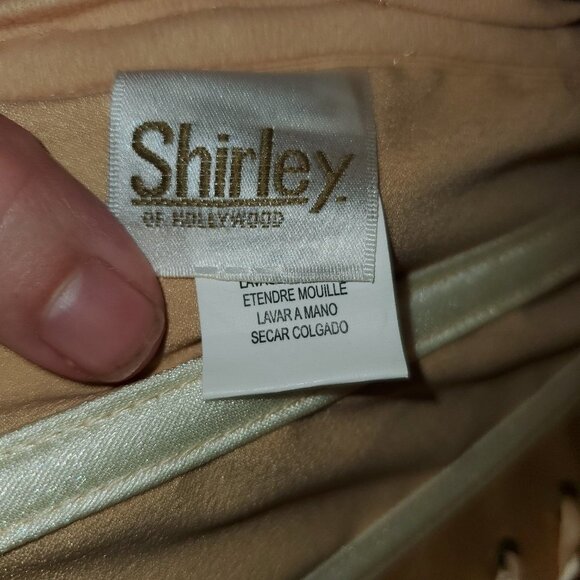 Shirley.
OF HOLLYWOOD
ETENDRE MOUILLE
LAVAR A MANO
SECAR COLGADO